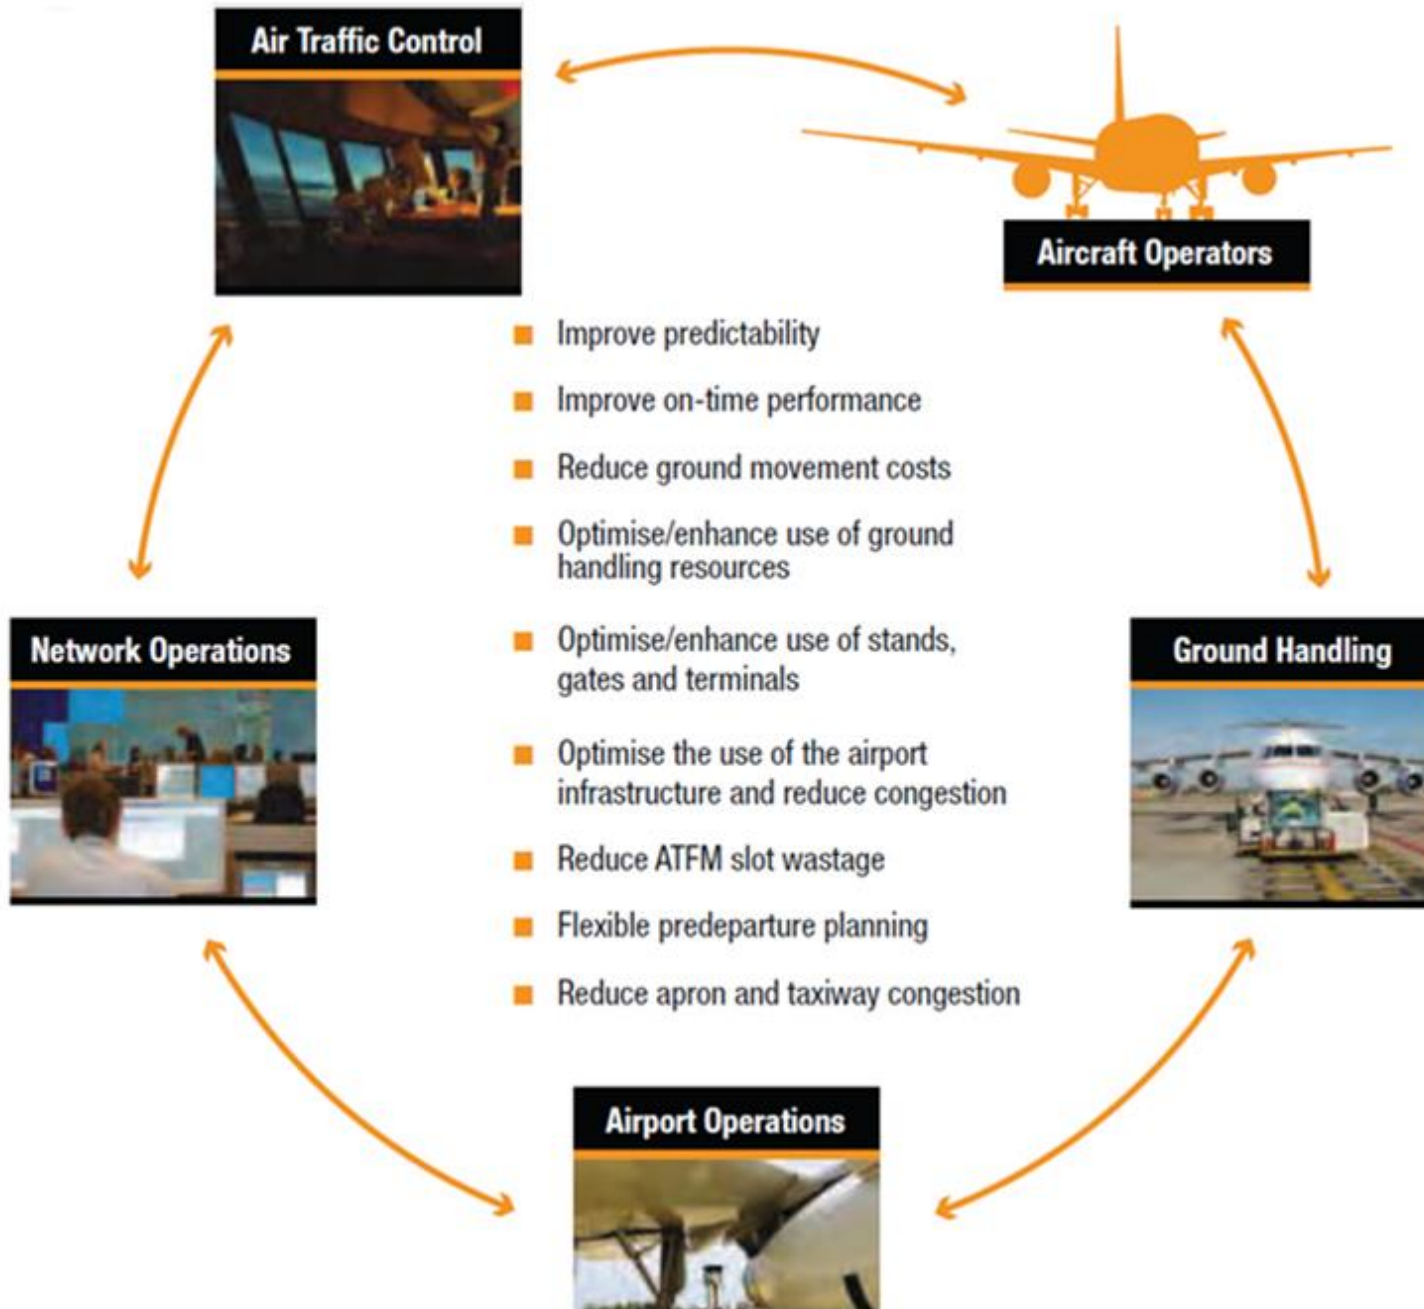 Air Traffic Control
Aircraft Operators
Improve predictability
Improve on-time performance
Reduce ground movement costs
Optimise/enhance use of ground
handling resources
Optimise/enhance use of stands,
gates and terminals
Optimise the use of the airport
infrastructure and reduce congestion
Reduce ATFM slot wastage
Flexible predeparture planning
Reduce apron and taxiway congestion
Network Operations
Ground Handling
Airport Operations